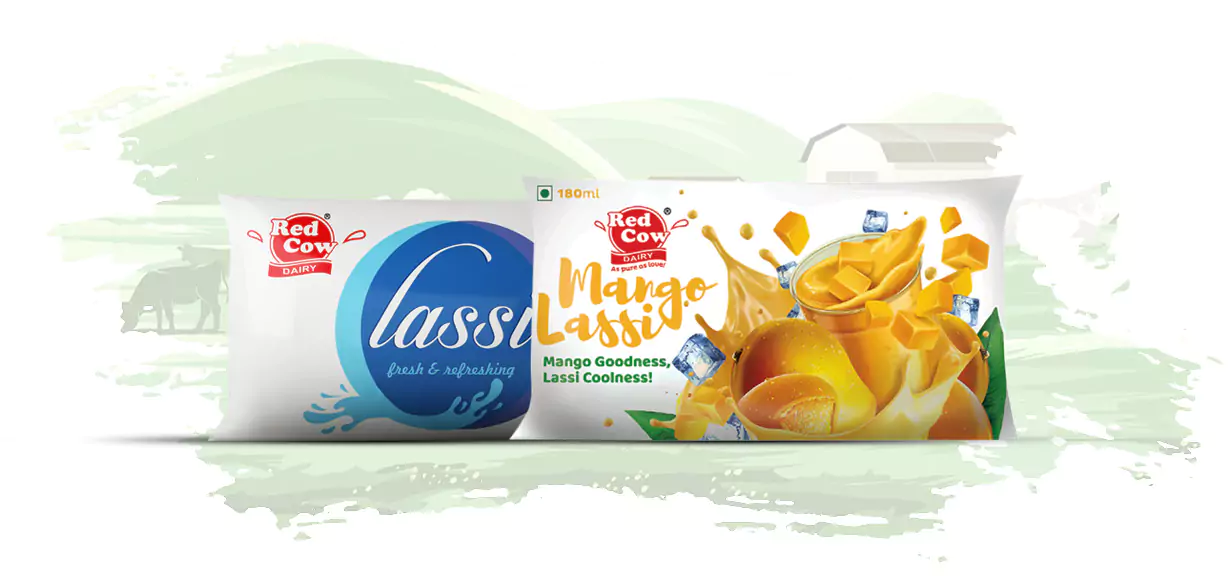 Red
Cow
DAIRY
®
lassi
fresh & refreshing
180ml
Red
Cow
DAIRY
®
As pure as love!
Mango
Lassi
Mango Goodness,
Lassi Coolness!